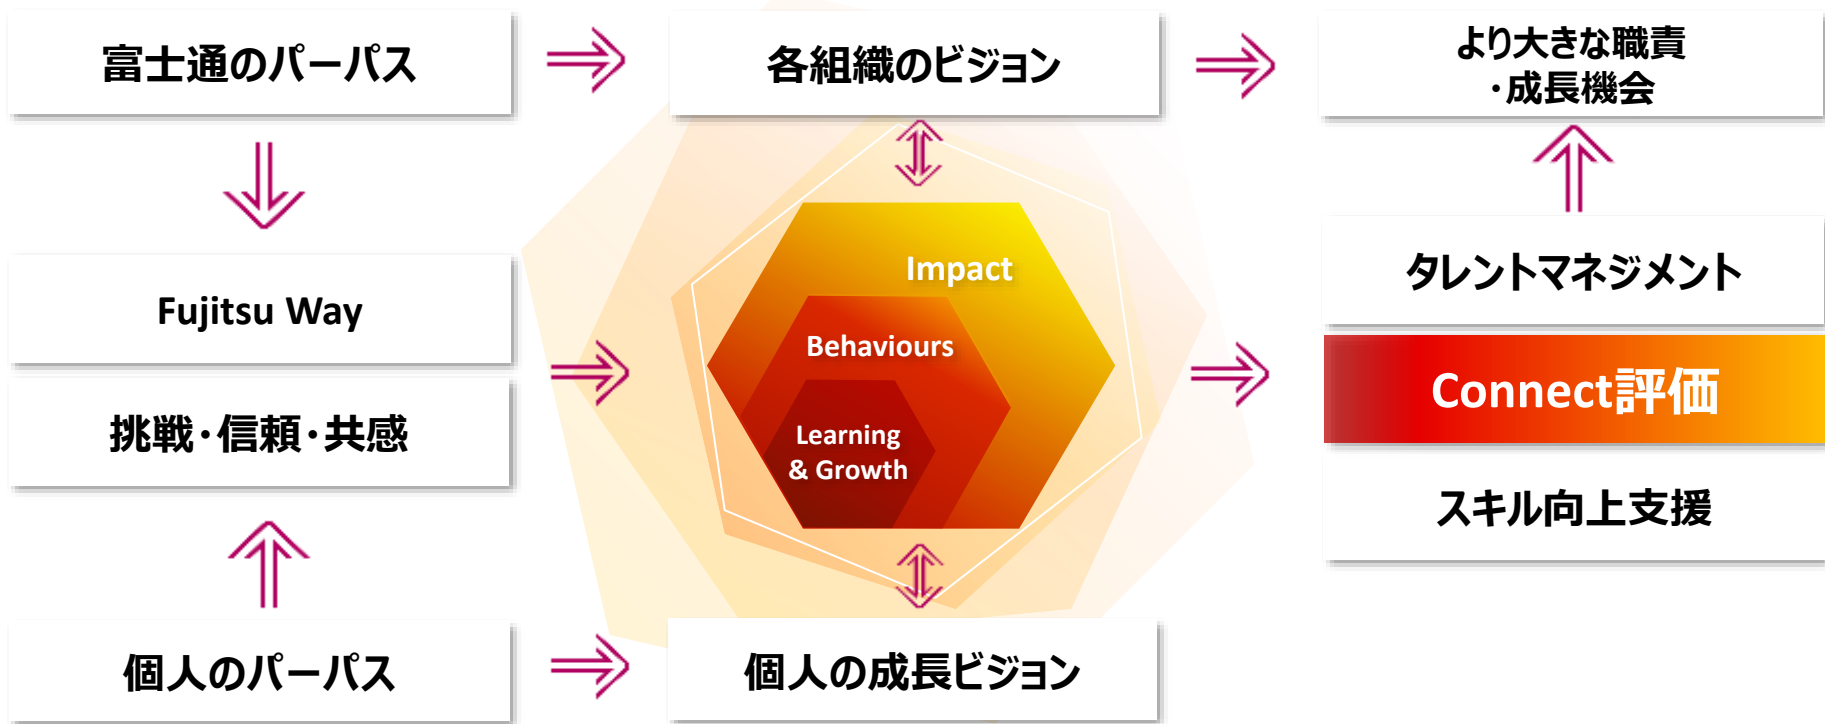 富士通のパーパス
各組織のビジョン
より大きな職責
・成長機会
Fujitsu Way
挑戦・信頼・共感
Impact
Behaviours
Learning
& Growth
タレントマネジメント
Connect評価
スキル向上支援
個人のパーパス
個人の成長ビジョン